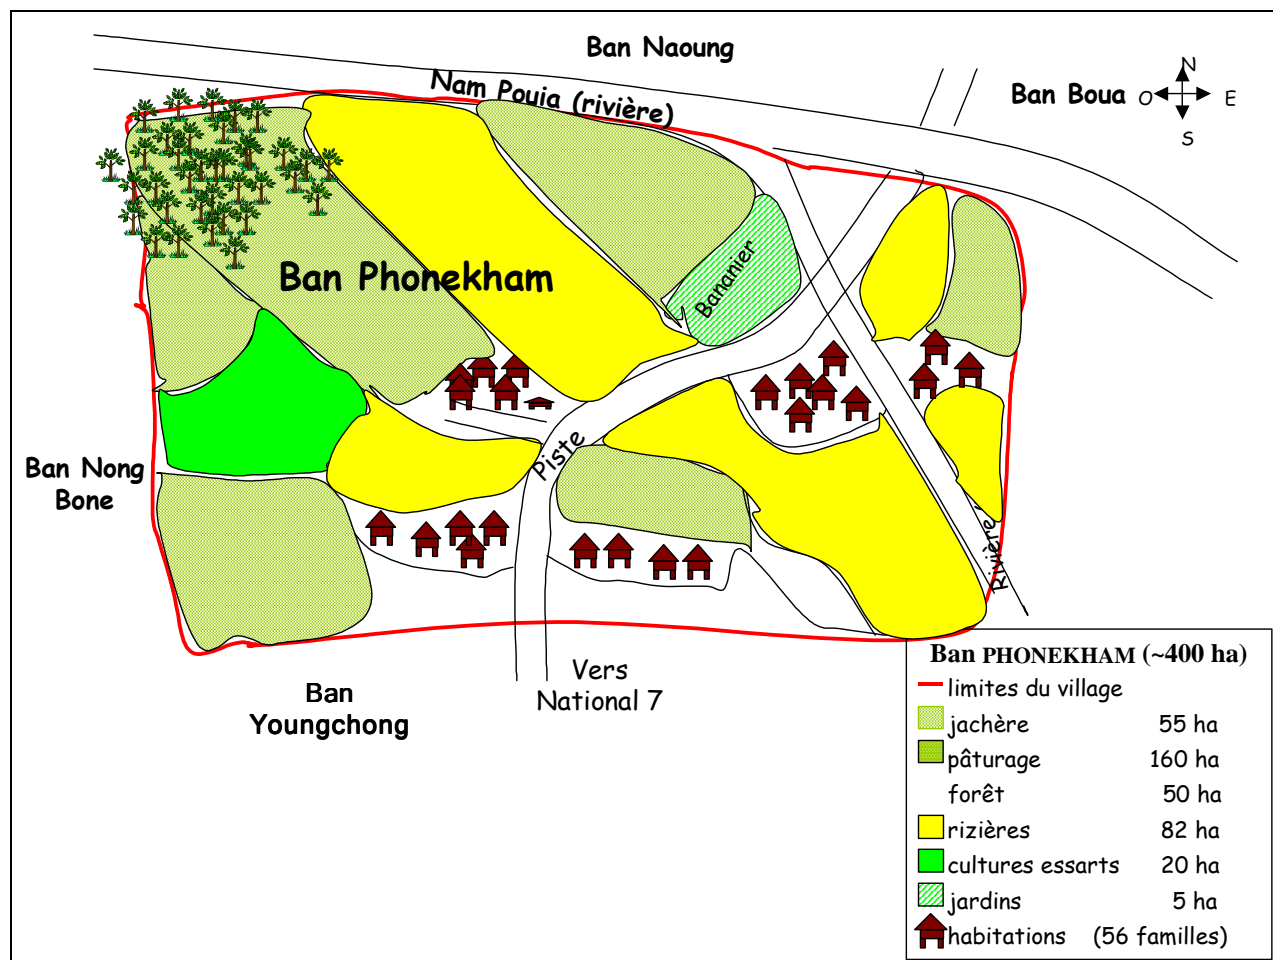 Ban Naoung
Nam Pouia (rivière)
Ban Boua
N
O
E
S
Bananier
Ban Phonekham
Piste
Ban Nong
Bone
Rivière
Vers
National 7
Ban
Youngchong
Ban PHONEKHAM (~400 ha)
limites du village
jachère 55 ha
pâturage 160 ha
forêt 50 ha
rizières 82 ha
cultures essarts 20 ha
jardins 5 ha
habitations (56 familles)